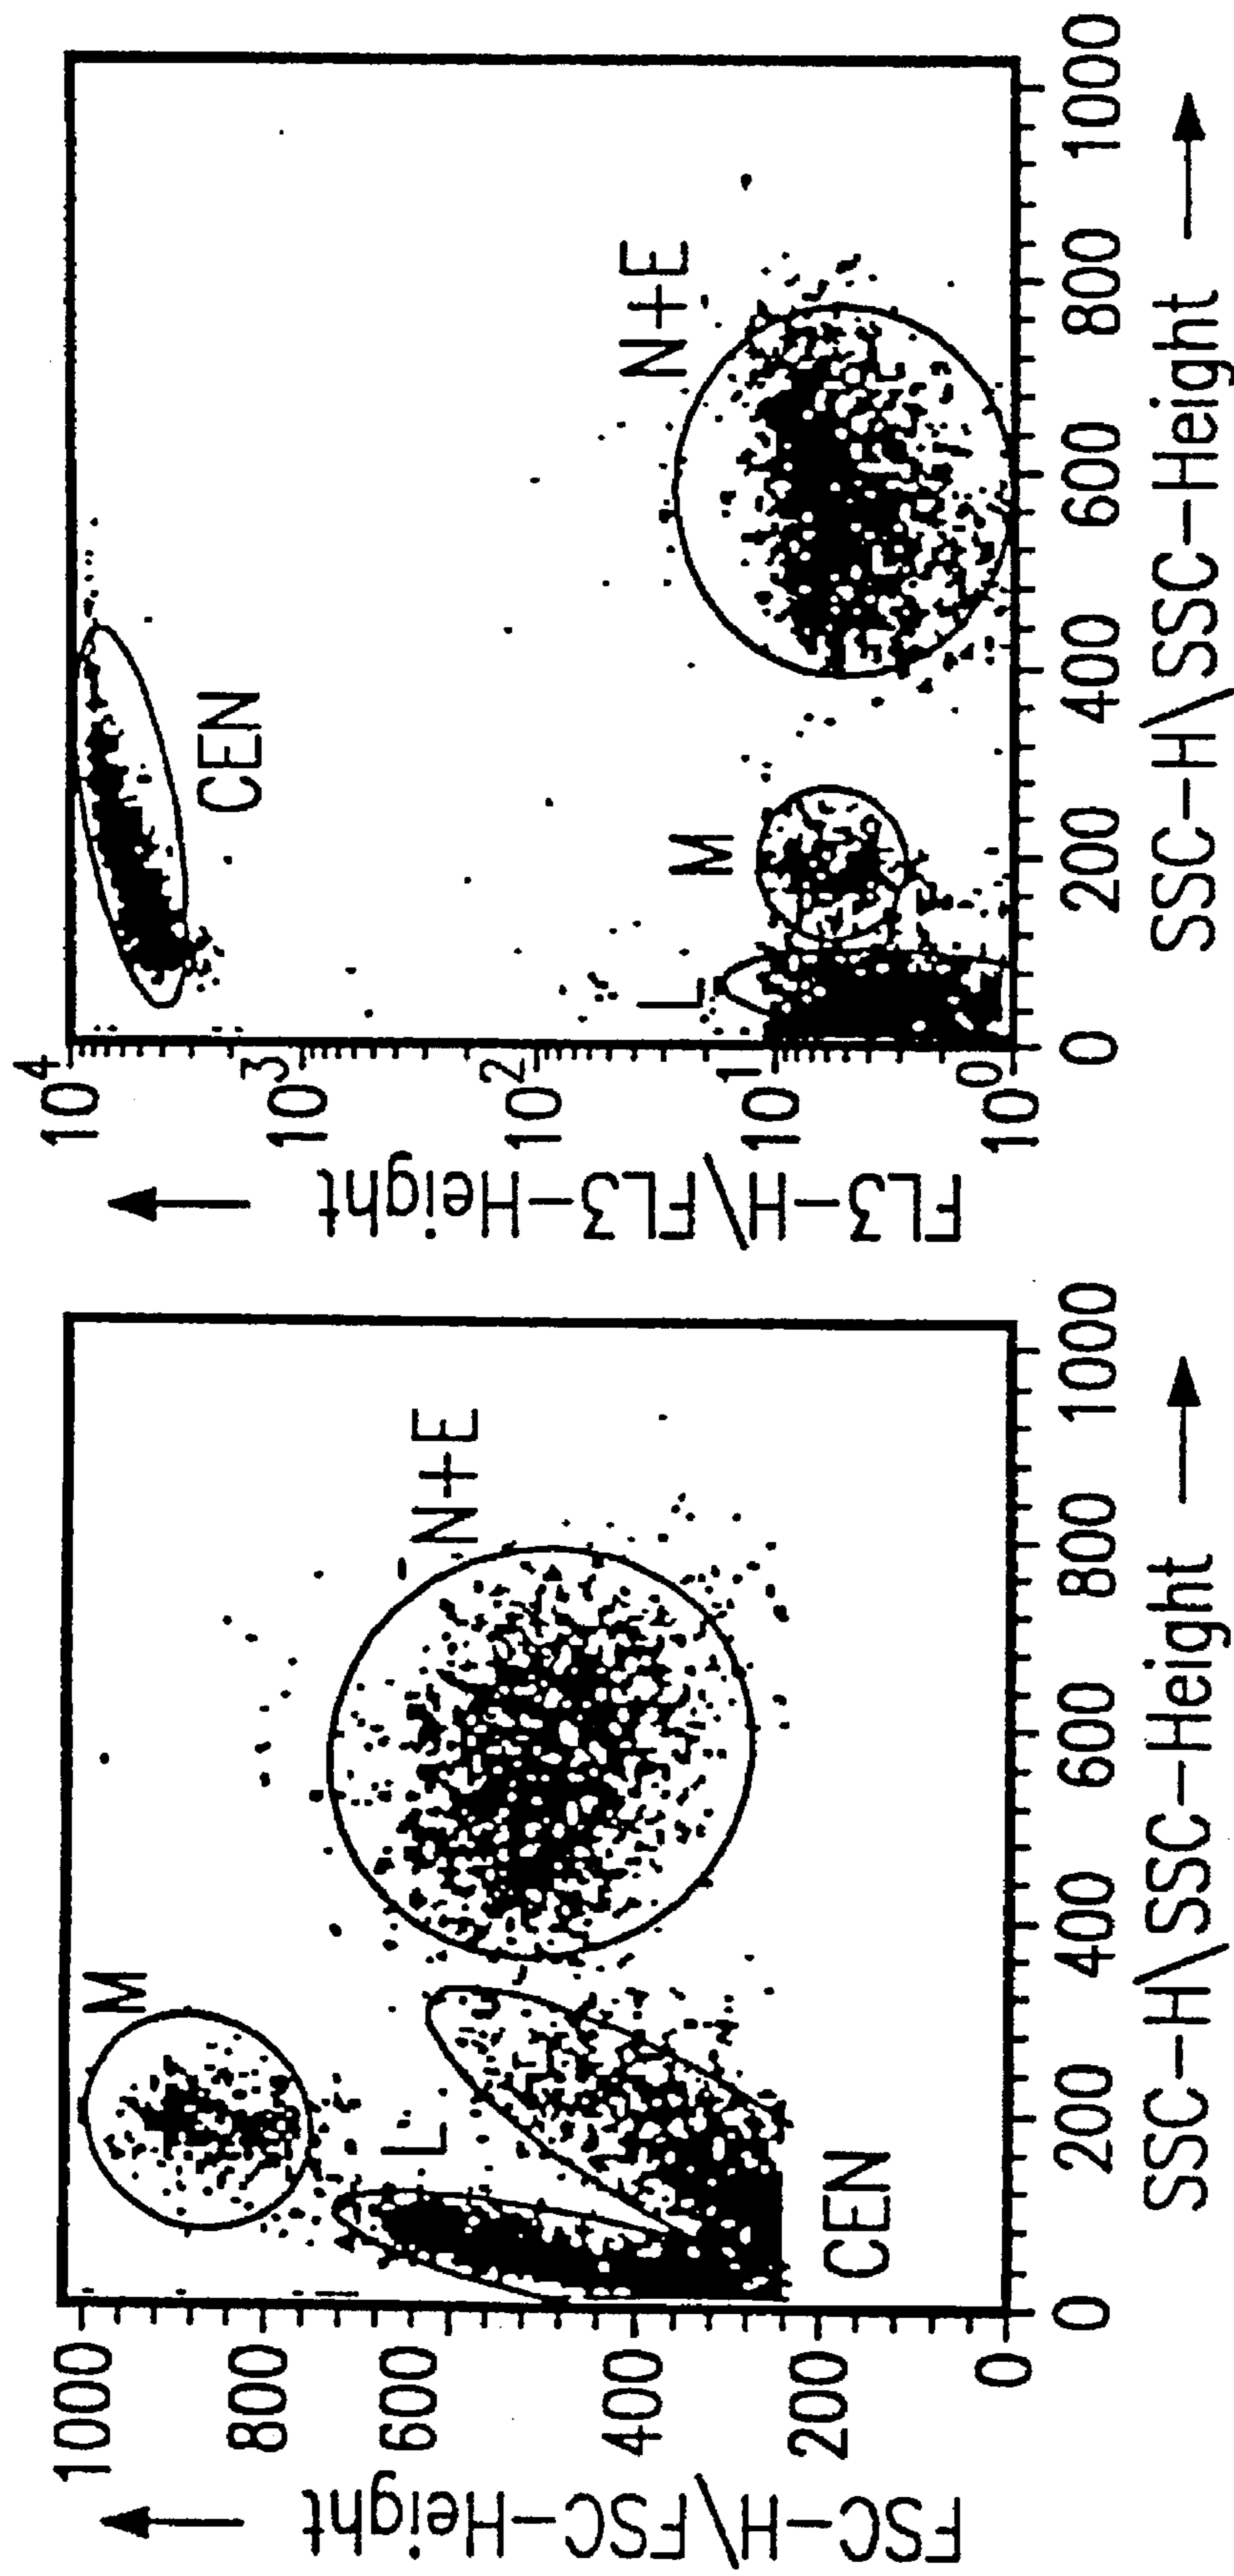 FSC-H\FSC-Height
1000
800
600
400
200
0
M
L
N+E
CEN
0 200 400 600 800 1000
SSC-H\SSC-Height
FL3-H\FL3-Height
10^4
10^3
10^2
10^1
10^0
CEN
L
M
N+E
0 200 400 600 800 1000
SSC-H\SSC-Height